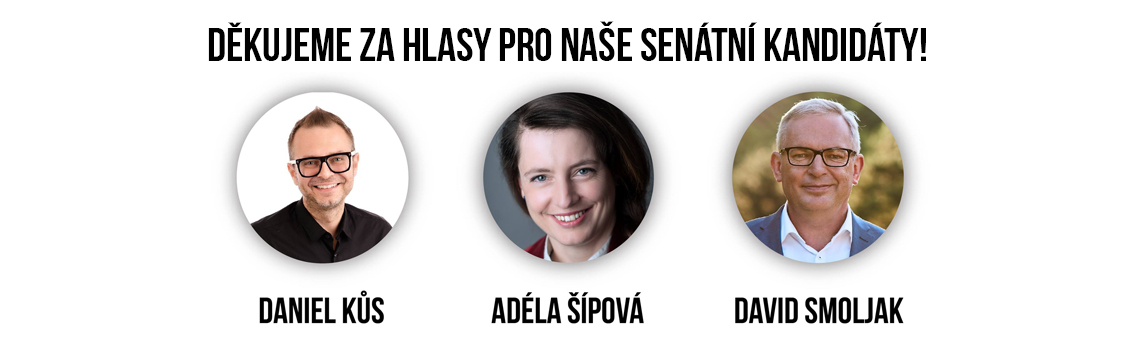 DĚKUJEME ZA HLASY PRO NAŠE SENÁTNÍ KANDIDÁTY!
DANIEL KŮS
ADÉLA ŠÍPOVÁ
DAVID SMOLJAK